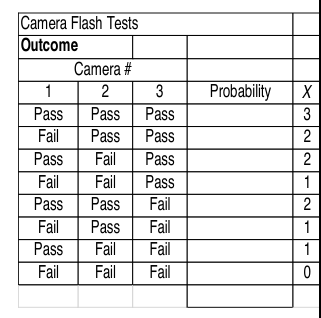 Camera Flash Tests
Outcome
Camera #
1 2 3 Probability X
Pass Pass Pass 3
Fail Pass Pass 2
Pass Fail Pass 2
Fail Fail Pass 1
Pass Pass Fail 2
Fail Pass Fail 1
Pass Fail Fail 1
Fail Fail Fail 0